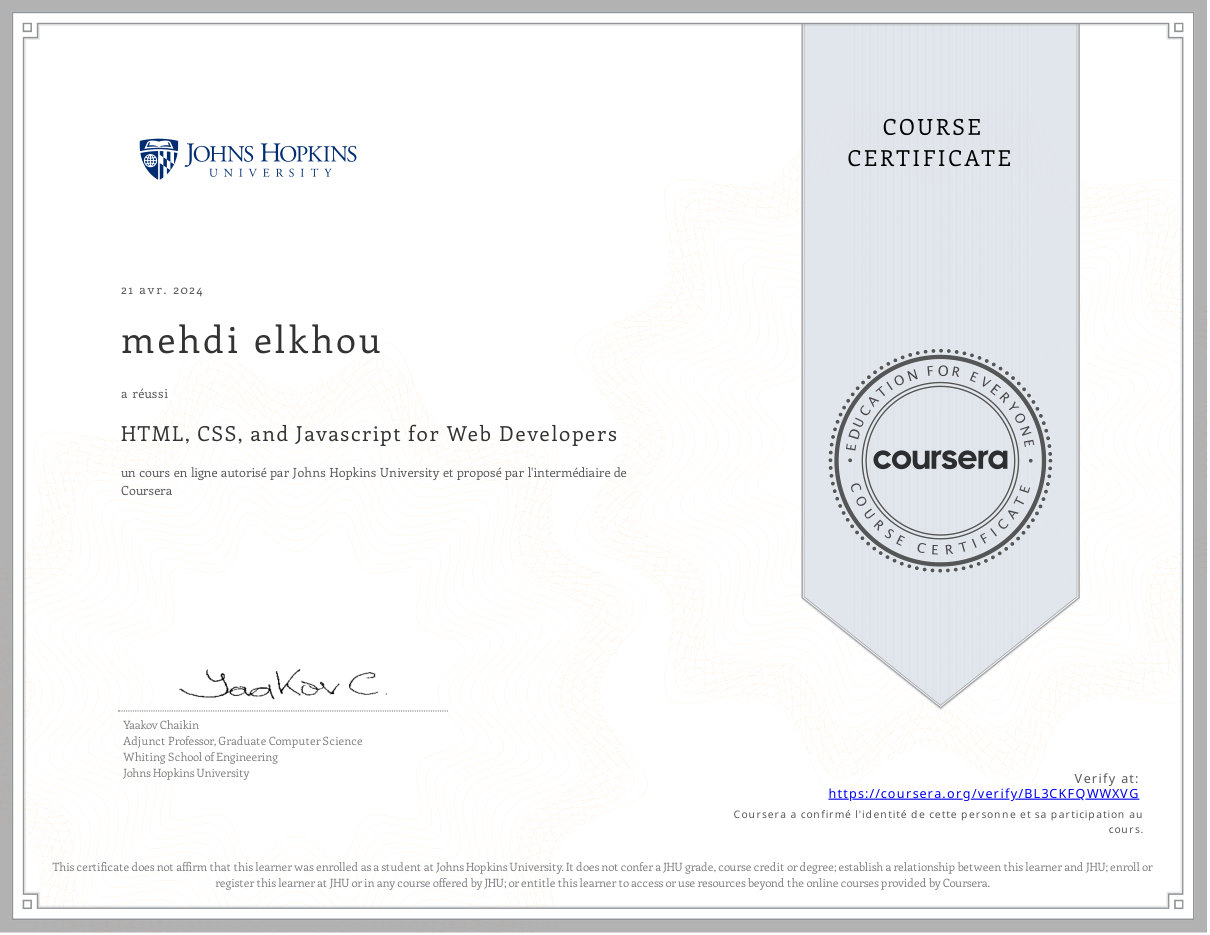 JOHNS HOPKINS
UNIVERSITY
COURSE
CERTIFICATE
21 avr. 2024
mehdi elkhou
a réussi
HTML, CSS, and Javascript for Web Developers
un cours en ligne autorisé par Johns Hopkins University et proposé par l'intermédiaire de
Coursera
EDUCATION FOR EVERYONE
coursera
COURSE CERTIFICATE
Yaakov C.
Yaakov Chaikin
Adjunct Professor, Graduate Computer Science
Whiting School of Engineering
Johns Hopkins University
Verify at:
https://coursera.org/verify/BL3CKFQWWXVG
Coursera a confirmé l'identité de cette personne et sa participation au
cours.
This certificate does not affirm that this learner was enrolled as a student at Johns Hopkins University. It does not confer a JHU grade, course credit or degree; establish a relationship between this learner and JHU; enroll or
register this learner at JHU or in any course offered by JHU; or entitle this learner to access or use resources beyond the online courses provided by Coursera.